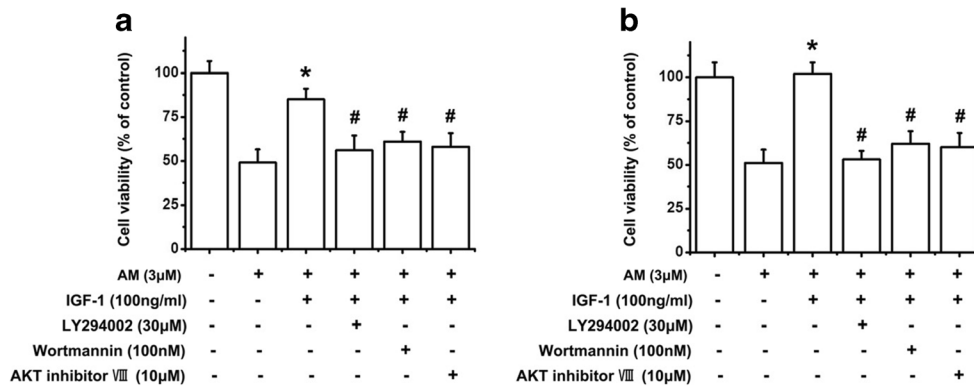 a
Cell viability (% of control)
100
75
50
25
0
*
#
#
#
AM (3μM) - + + + + +
IGF-1 (100ng/ml) - - + + + +
LY294002 (30μM) - - - + - -
Wortmannin (100nM) - - - - + -
AKT inhibitor Ⅷ (10μM) - - - - - +
b
Cell viability (% of control)
100
75
50
25
0
*
#
#
#
AM (3μM) - + + + + +
IGF-1 (100ng/ml) - - + + + +
LY294002 (30μM) - - - + - -
Wortmannin (100nM) - - - - + -
AKT inhibitor Ⅷ (10μM) - - - - - +